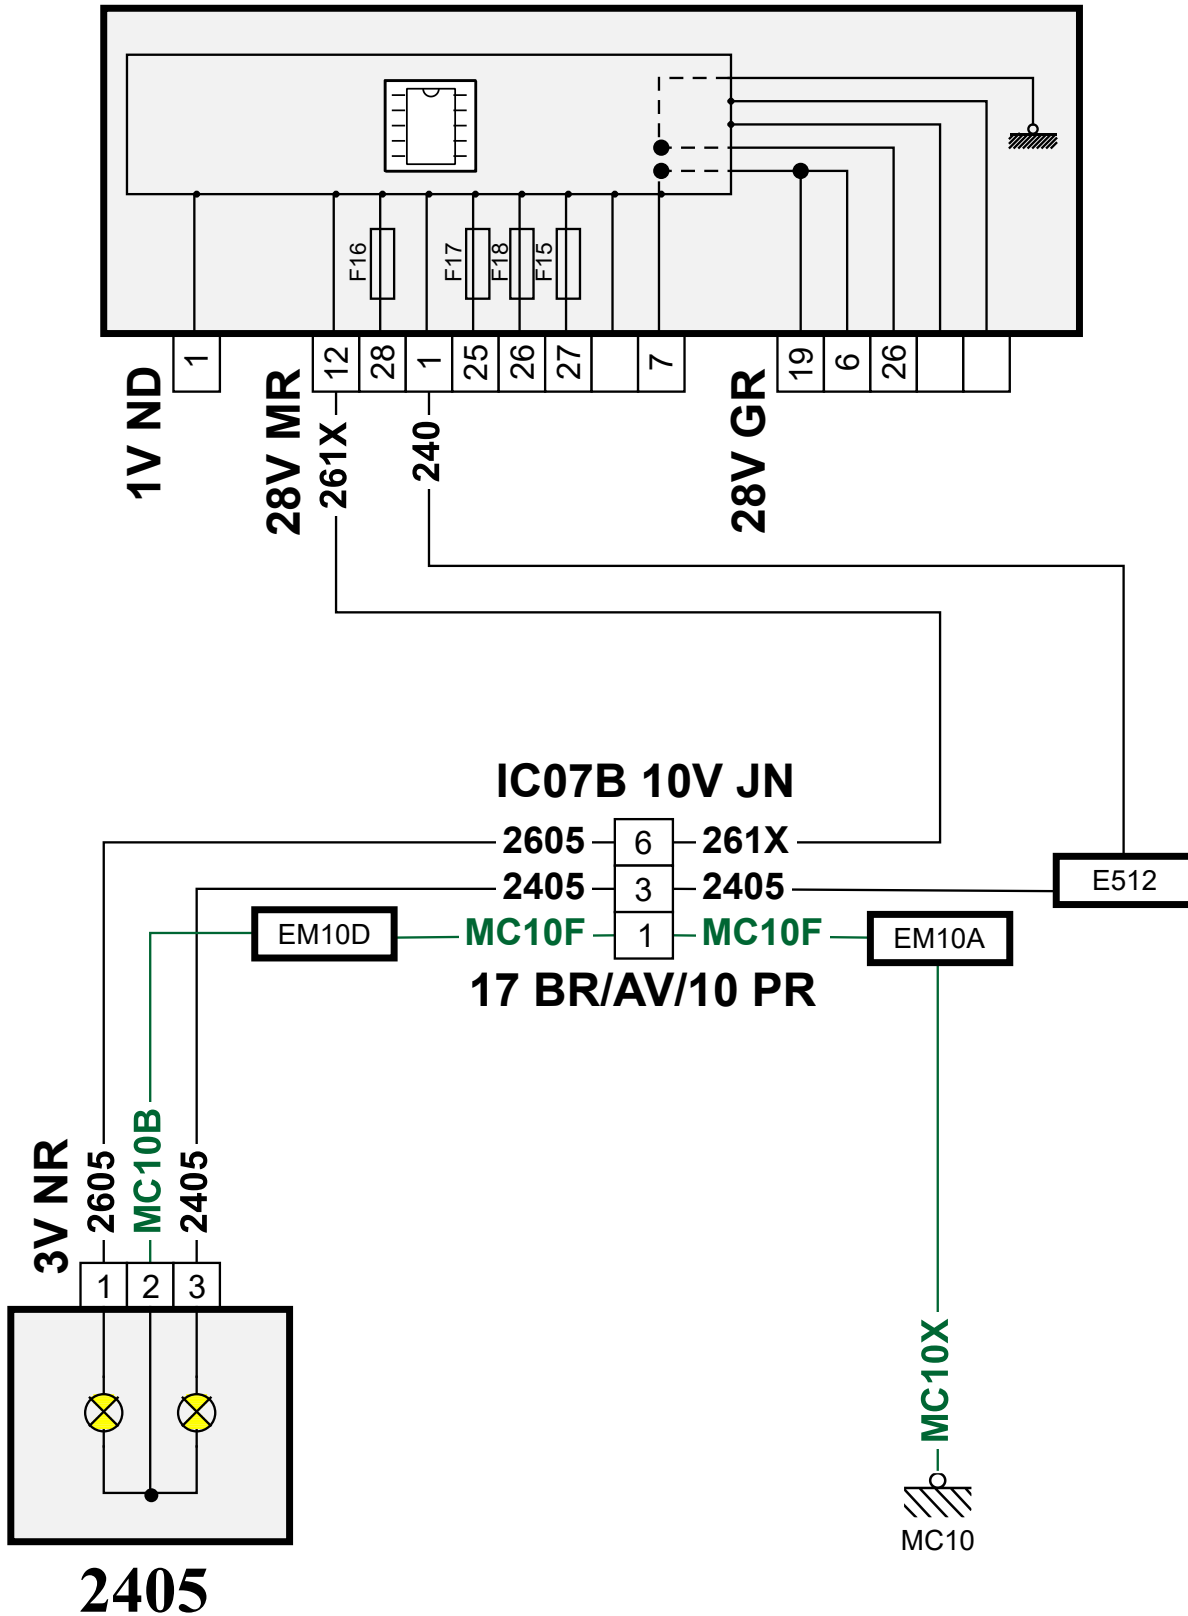 F16
F17
F18
F15
1
12
28
1
25
26
27
7
19
6
26
1V ND
28V MR
28V GR
261X
240
IC07B 10V JN
2605 6 261X
2405 3 2405
E512
EM10D MC10F 1 MC10F EM10A
17 BR/AV/10 PR
3V NR
2605
MC10B
2405
1 2 3
MC10X
MC10
2405